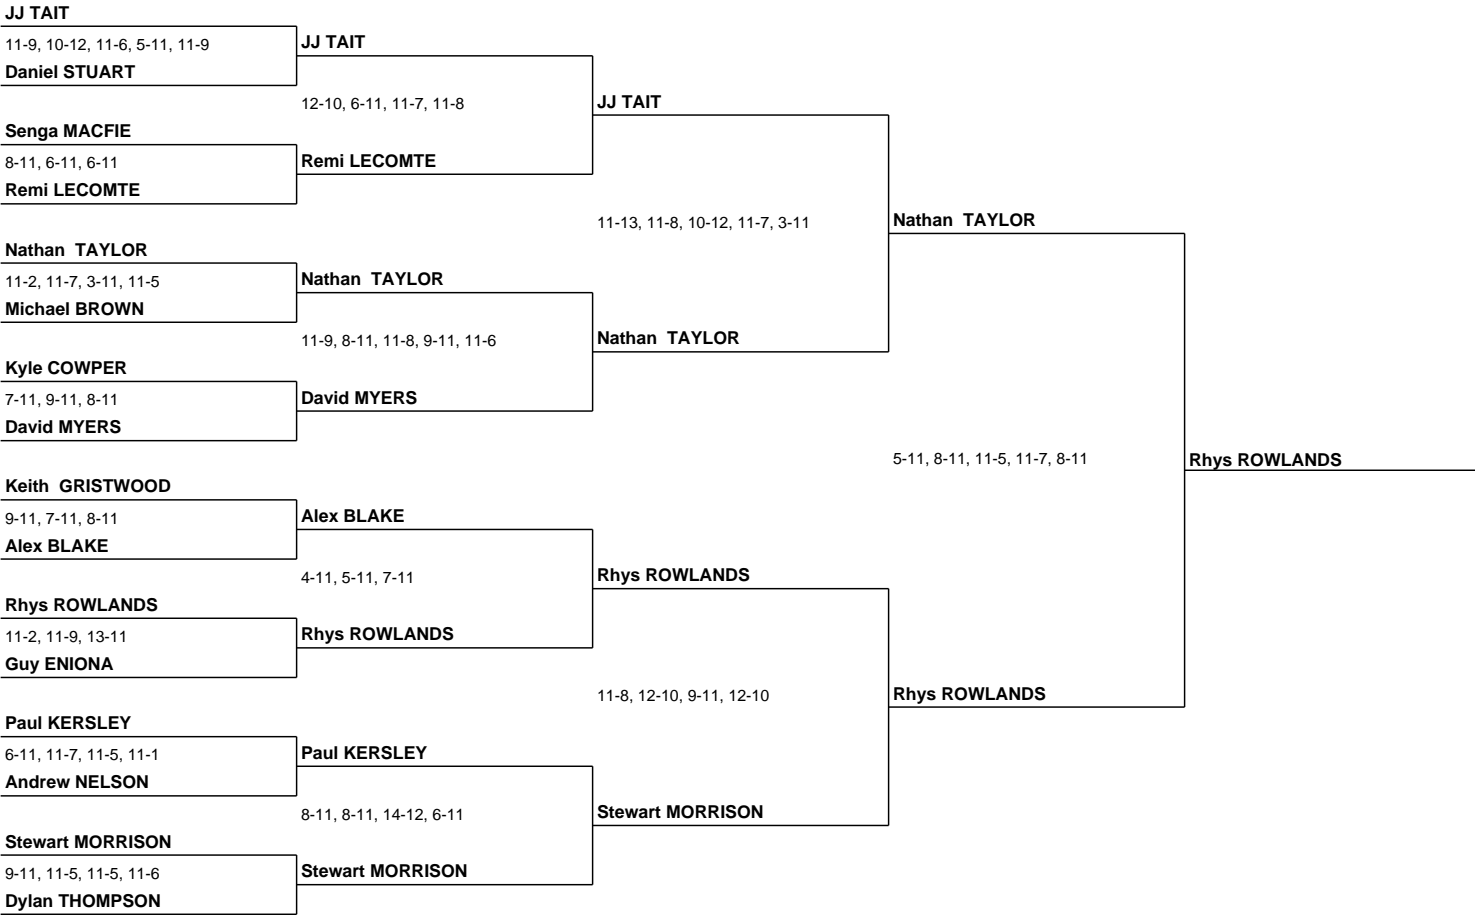 JJ TAIT
11-9, 10-12, 11-6, 5-11, 11-9
Daniel STUART
Senga MACFIE
8-11, 6-11, 6-11
Remi LECOMTE
Nathan  TAYLOR
11-2, 11-7, 3-11, 11-5
Michael BROWN
Kyle COWPER
7-11, 9-11, 8-11
David MYERS
Keith  GRISTWOOD
9-11, 7-11, 8-11
Alex BLAKE
Rhys ROWLANDS
11-2, 11-9, 13-11
Guy ENIONA
Paul KERSLEY
6-11, 11-7, 11-5, 11-1
Andrew NELSON
Stewart MORRISON
9-11, 11-5, 11-5, 11-6
Dylan THOMPSON
JJ TAIT
12-10, 6-11, 11-7, 11-8
Remi LECOMTE
Nathan  TAYLOR
11-9, 8-11, 11-8, 9-11, 11-6
David MYERS
Alex BLAKE
4-11, 5-11, 7-11
Rhys ROWLANDS
Paul KERSLEY
8-11, 8-11, 14-12, 6-11
Stewart MORRISON
JJ TAIT
11-13, 11-8, 10-12, 11-7, 3-11
Nathan  TAYLOR
Rhys ROWLANDS
11-8, 12-10, 9-11, 12-10
Stewart MORRISON
Nathan  TAYLOR
5-11, 8-11, 11-5, 11-7, 8-11
Rhys ROWLANDS
Rhys ROWLANDS